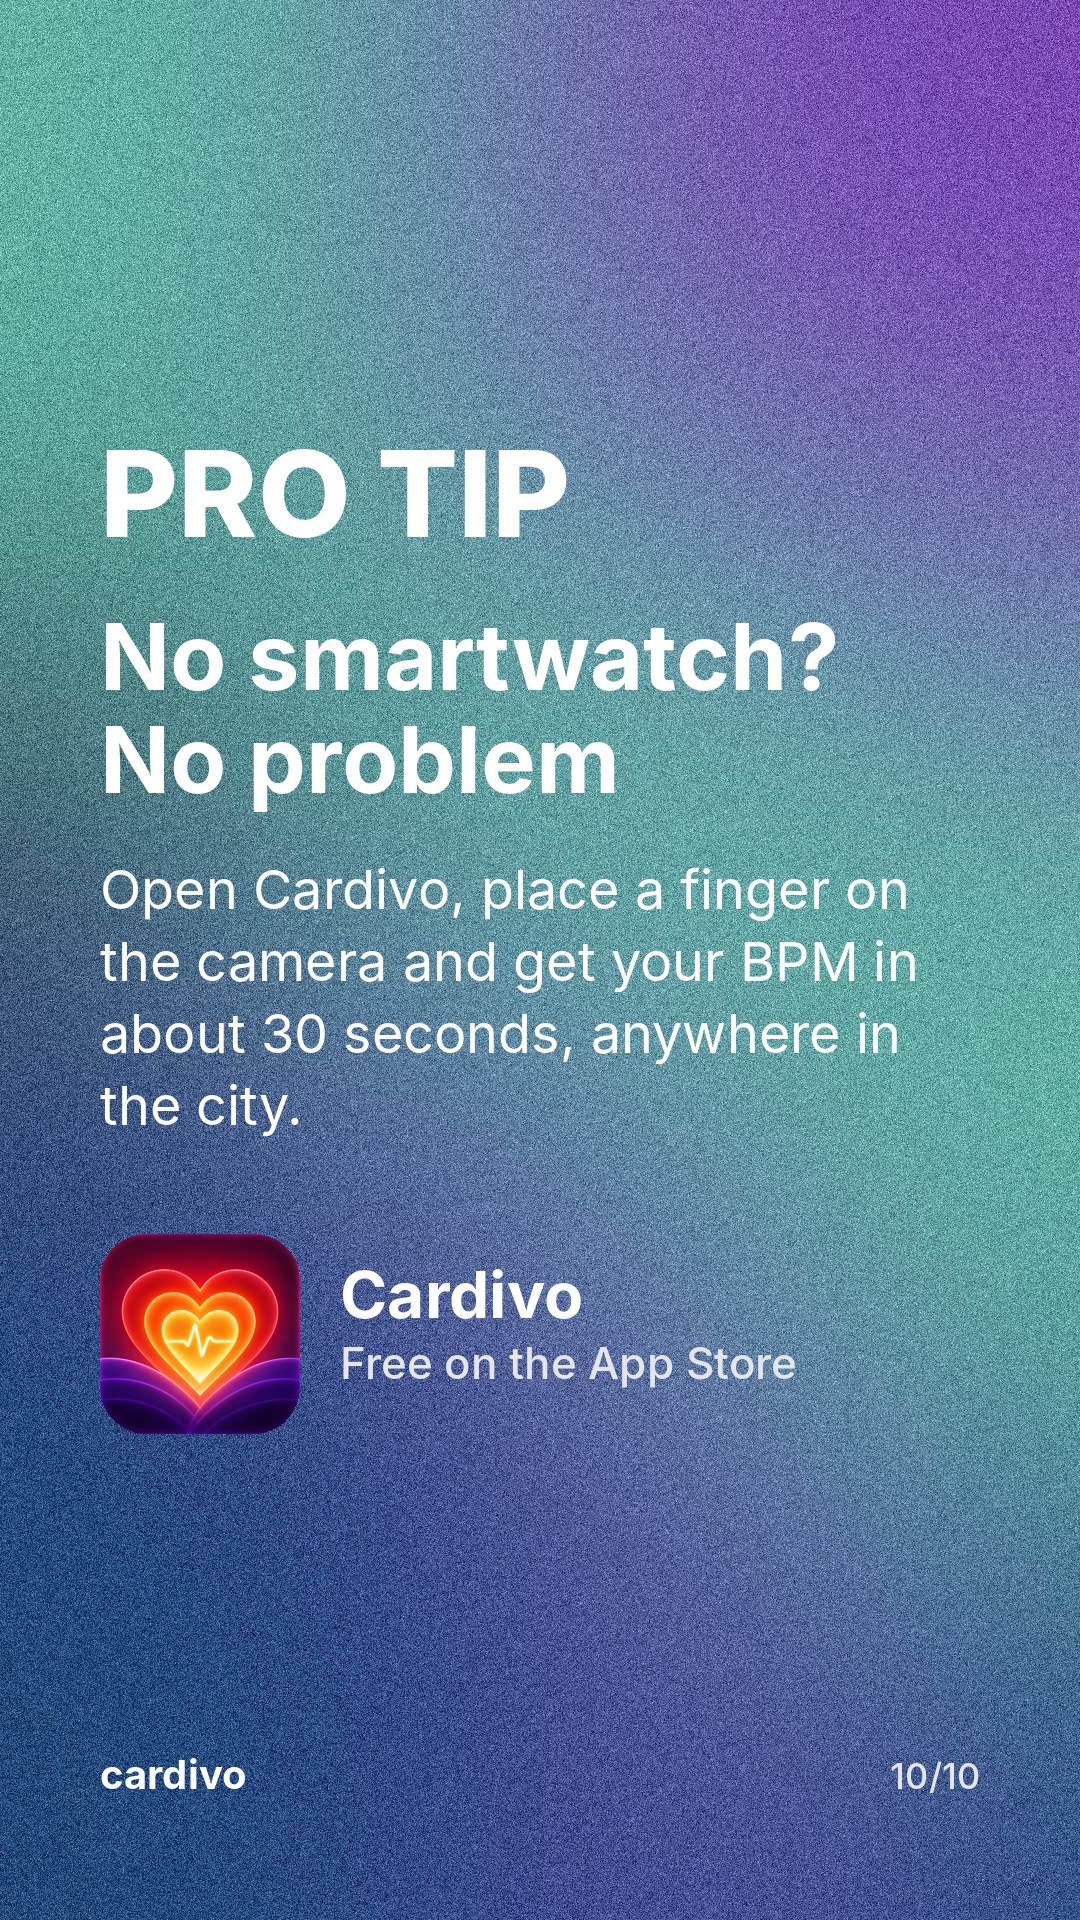 PRO TIP
No smartwatch?
No problem
Open Cardivo, place a finger on
the camera and get your BPM in
about 30 seconds, anywhere in
the city.
Cardivo
Free on the App Store
cardivo
10/10